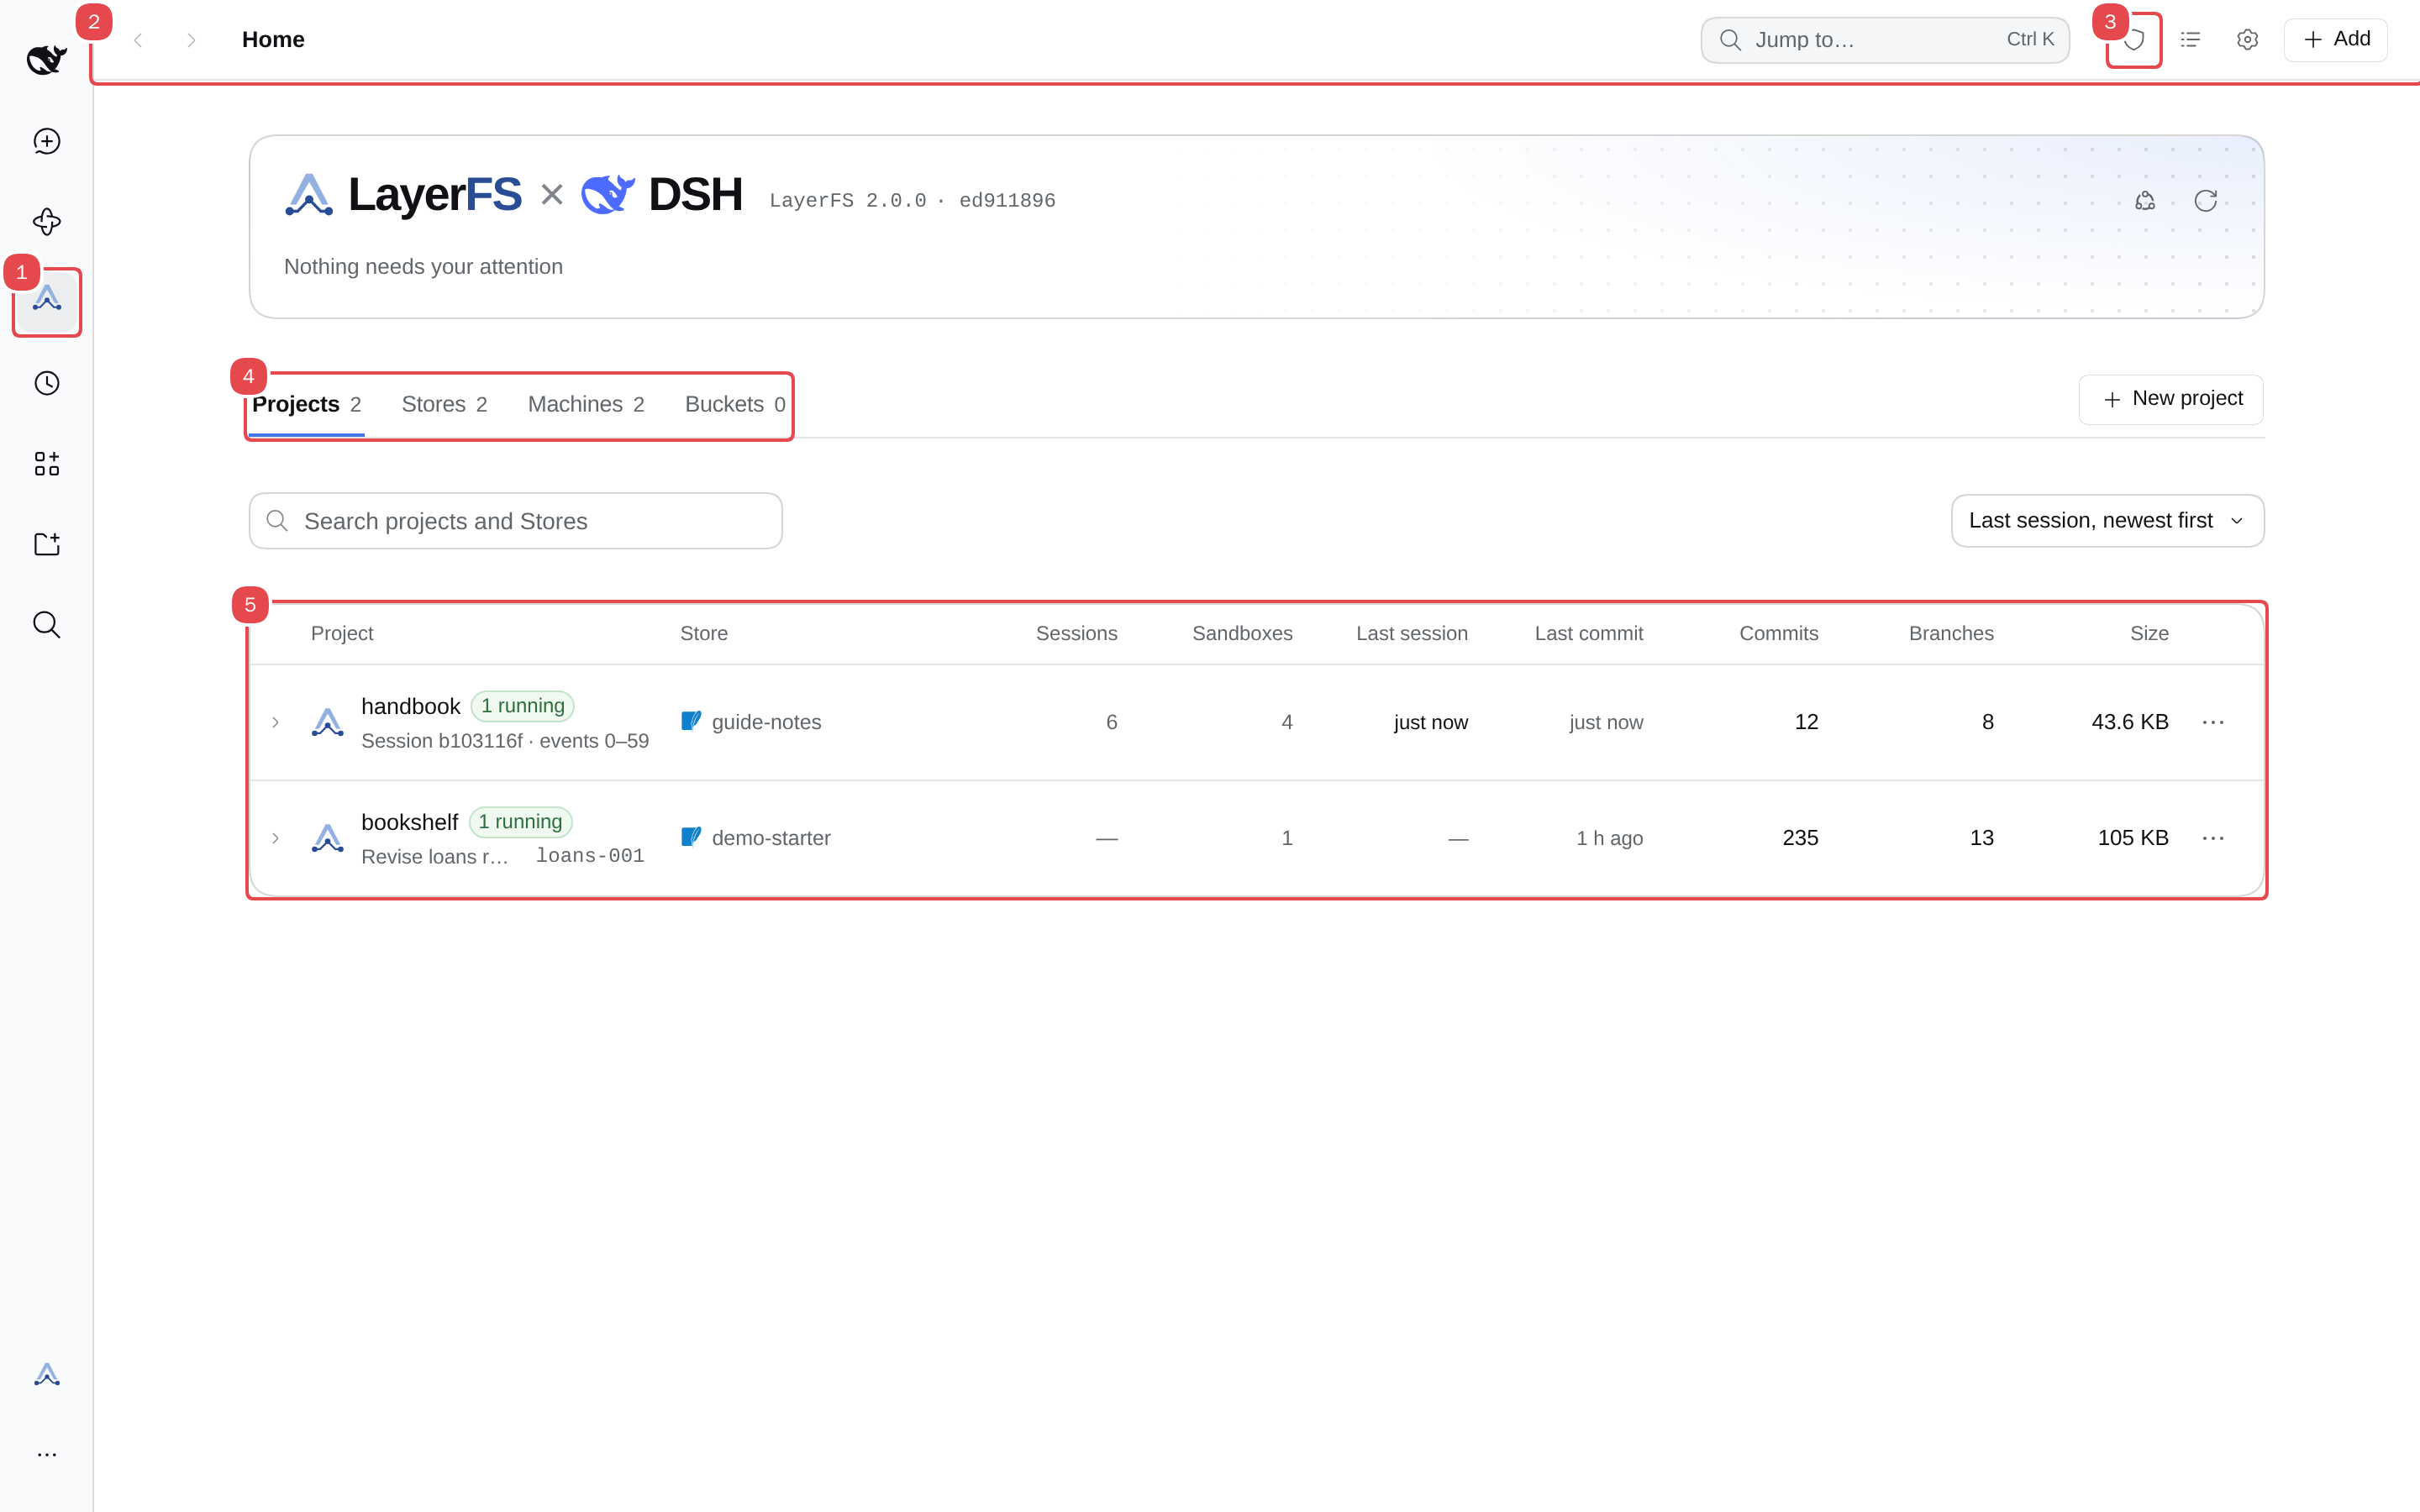 2
Home
Jump to…
Ctrl K
3
Add
LayerFS × DSH LayerFS 2.0.0 · ed911896
Nothing needs your attention
1
4
Projects 2
Stores 2
Machines 2
Buckets 0
New project
Search projects and Stores
Last session, newest first
5
Project Store Sessions Sandboxes Last session Last commit Commits Branches Size
handbook 1 running
Session b103116f · events 0–59
guide-notes 6 4 just now just now 12 8 43.6 KB
bookshelf 1 running
Revise loans r… loans-001
demo-starter — 1 — 1 h ago 235 13 105 KB